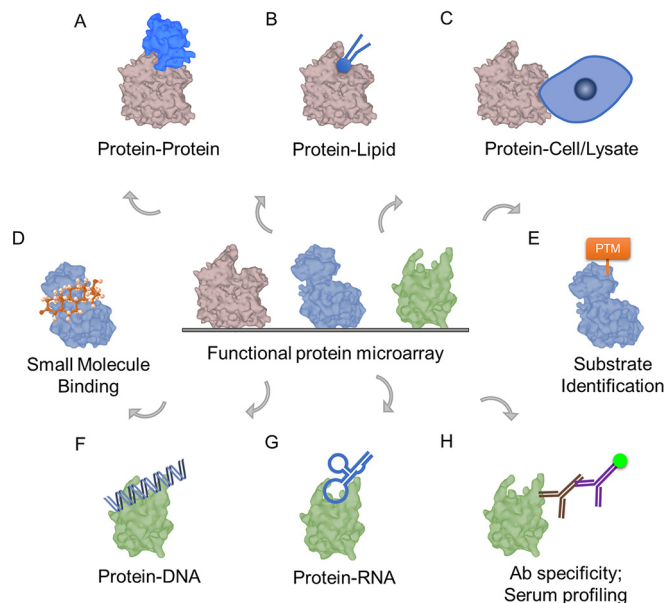 A
B
C
Protein-Protein
Protein-Lipid
Protein-Cell/Lysate
D
E
PTM
Small Molecule
Binding
Functional protein microarray
Substrate
Identification
F
G
H
Protein-DNA
Protein-RNA
Ab specificity;
Serum profiling